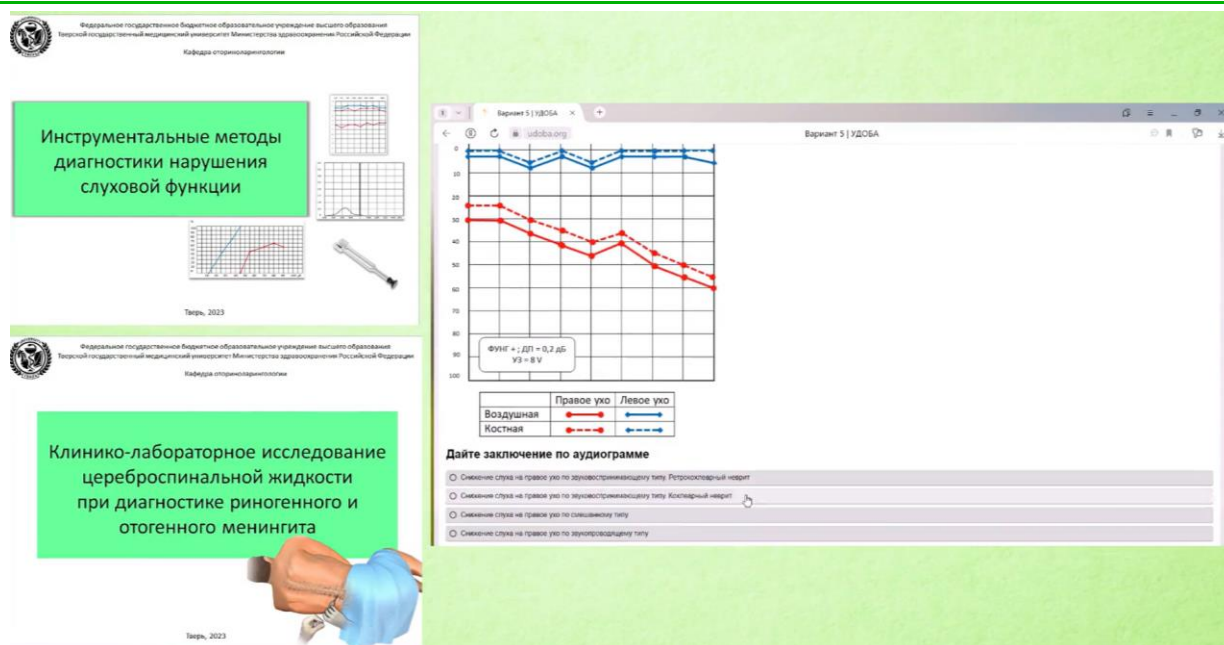 Федеральное государственное бюджетное образовательное учреждение высшего образования
Тверской государственный медицинский университет Министерства здравоохранения Российской Федерации
Кафедра оториноларингологии
Инструментальные методы
диагностики нарушения
слуховой функции
Тверь, 2023
Федеральное государственное бюджетное образовательное учреждение высшего образования
Тверской государственный медицинский университет Министерства здравоохранения Российской Федерации
Кафедра оториноларингологии
Клинико-лабораторное исследование
цереброспинальной жидкости
при диагностике риногенного и
отогенного менингита
Тверь, 2023
Вариант 5 | УДОБА
udoba.org
Вариант 5 | УДОБА
0
10
20
30
40
50
60
70
80
90
100
ФУНГ + ; ДП = 0,2 дБ
УЗ = 8 V
Правое ухо Левое ухо
Воздушная
Костная
Дайте заключение по аудиограмме
Снижение слуха на правое ухо по звуковоспринимающему типу. Ретрокохлеарный неврит
Снижение слуха на правое ухо по звуковоспринимающему типу. Кохлеарный неврит
Снижение слуха на правое ухо по смешанному типу
Снижение слуха на правое ухо по звукопроводящему типу